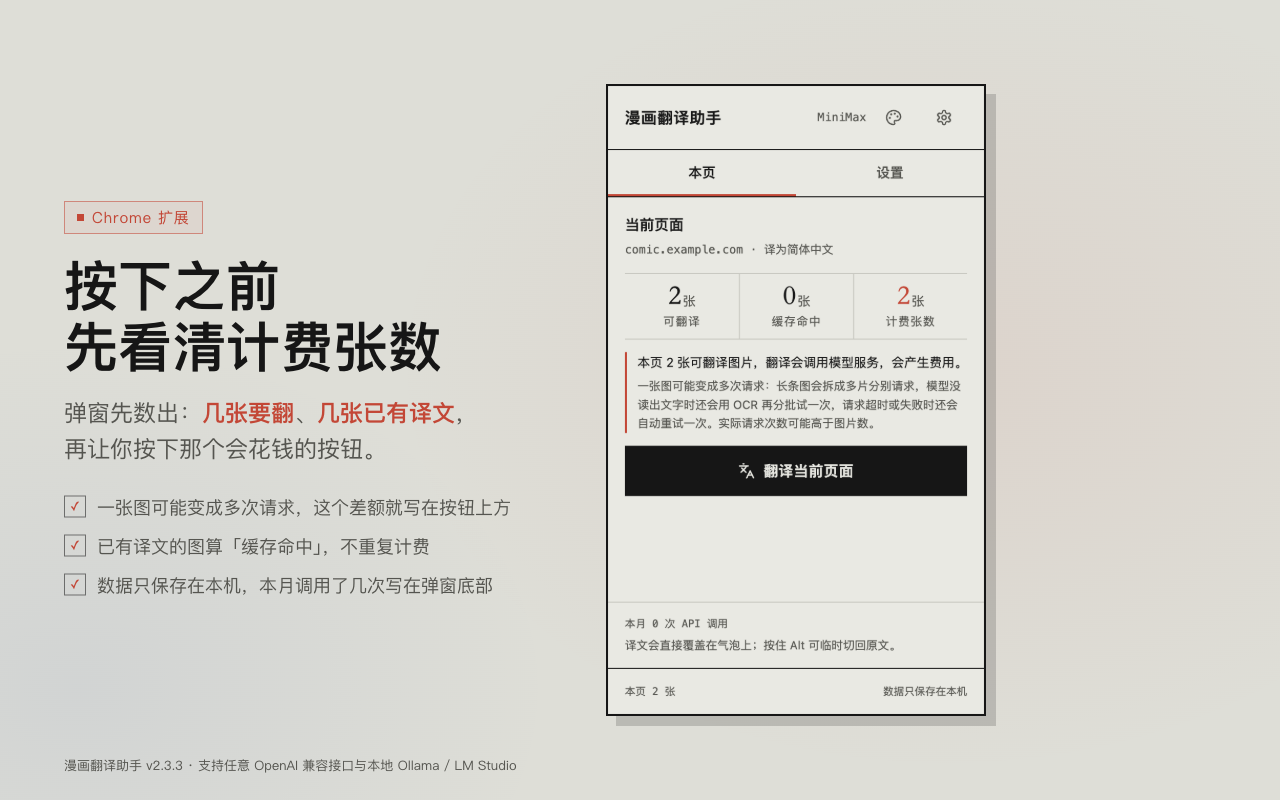 Chrome 扩展
按下之前
先看清计费张数
弹窗先数出：几张要翻、几张已有译文，
再让你按下那个会花钱的按钮。
✓ 一张图可能变成多次请求，这个差额就写在按钮上方
✓ 已有译文的图算「缓存命中」，不重复计费
✓ 数据只保存在本机，本月调用了几次写在弹窗底部
漫画翻译助手 v2.3.3 · 支持任意 OpenAI 兼容接口与本地 Ollama / LM Studio
漫画翻译助手 MiniMax
本页 设置
当前页面
comic.example.com · 译为简体中文
2张 0张 2张
可翻译 缓存命中 计费张数
本页 2 张可翻译图片，翻译会调用模型服务，会产生费用。
一张图可能变成多次请求：长条图会拆成多片分别请求，模型没
读出文字时还会用 OCR 再分批试一次，请求超时或失败时还会
自动重试一次。实际请求次数可能高于图片数。
翻译当前页面
本月 0 次 API 调用
译文会直接覆盖在气泡上；按住 Alt 可临时切回原文。
本页 2 张 数据只保存在本机